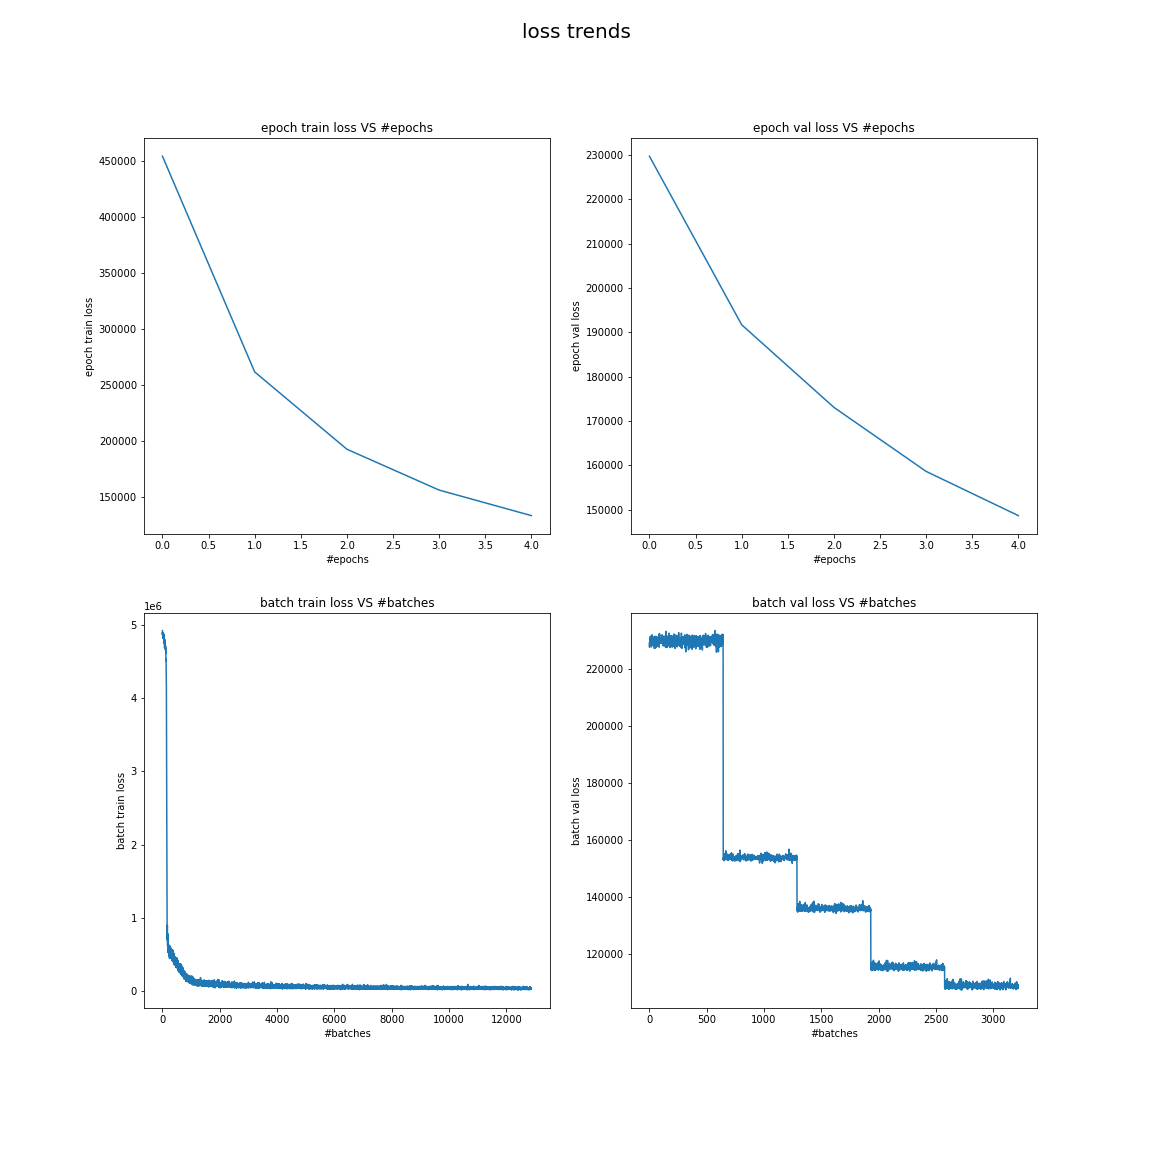 loss trends
epoch train loss VS #epochs
epoch train loss
450000
400000
350000
300000
250000
200000
150000
0.0 0.5 1.0 1.5 2.0 2.5 3.0 3.5 4.0
#epochs
epoch val loss VS #epochs
epoch val loss
230000
220000
210000
200000
190000
180000
170000
160000
150000
0.0 0.5 1.0 1.5 2.0 2.5 3.0 3.5 4.0
#epochs
batch train loss VS #batches
1e6
batch train loss
5
4
3
2
1
0
0 2000 4000 6000 8000 10000 12000
#batches
batch val loss VS #batches
batch val loss
220000
200000
180000
160000
140000
120000
0 500 1000 1500 2000 2500 3000
#batches